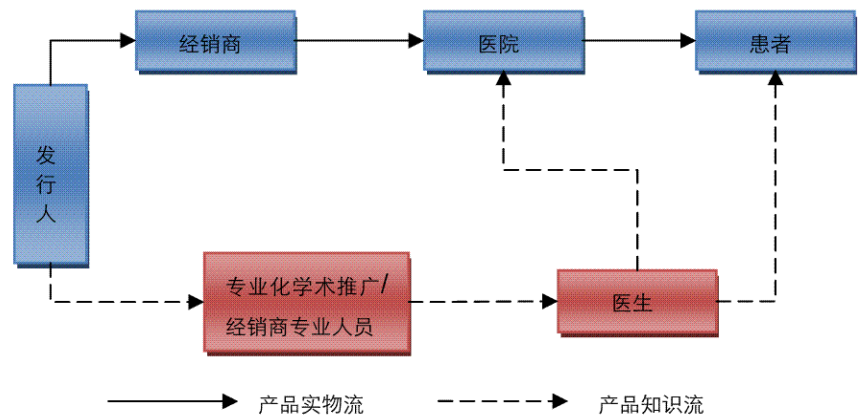 经销商
医院
患者
发
行
人
专业化学术推广/
经销商专业人员
医生
产品实物流
产品知识流